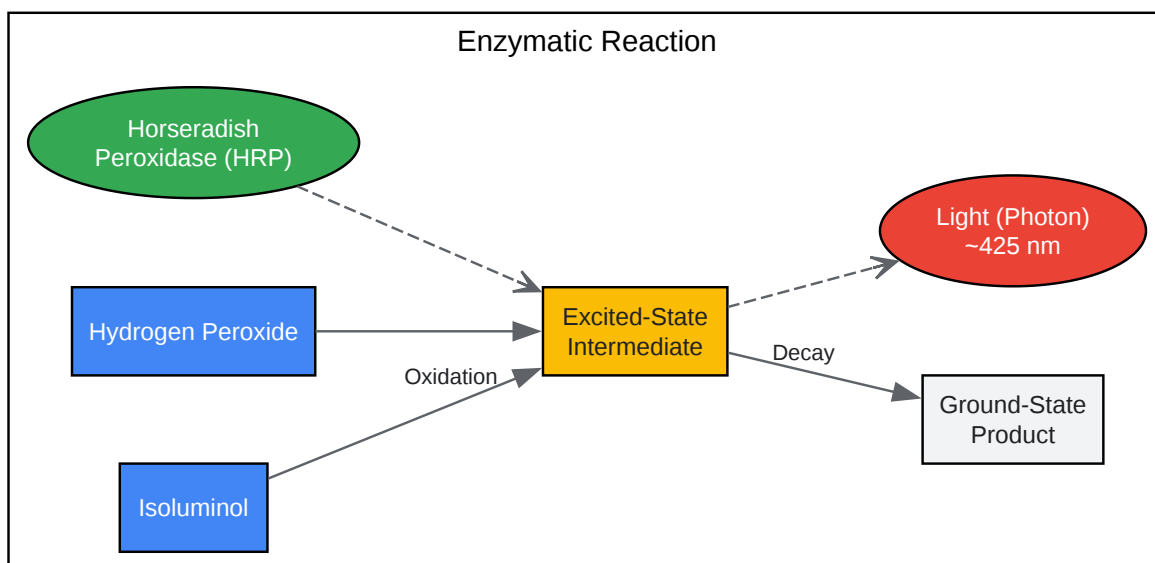 Enzymatic Reaction
Horseradish
Peroxidase (HRP)
Light (Photon)
~425 nm
Hydrogen Peroxide
Excited-State
Intermediate
Oxidation
Decay
Ground-State
Product
Isoluminol